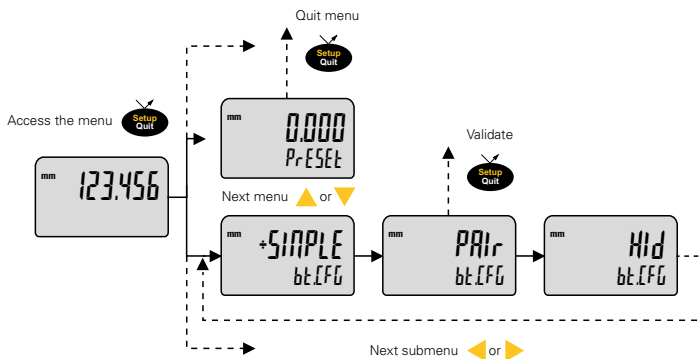 Quit menu
Setup
Quit
Access the menu
Setup
Quit
mm
0.000
PrESEt
mm
123.456
Validate
Setup
Quit
Next menu or
mm
÷SIMPLE
bt.CFG
mm
PAIr
bt.CFG
mm
HId
bt.CFG
Next submenu or